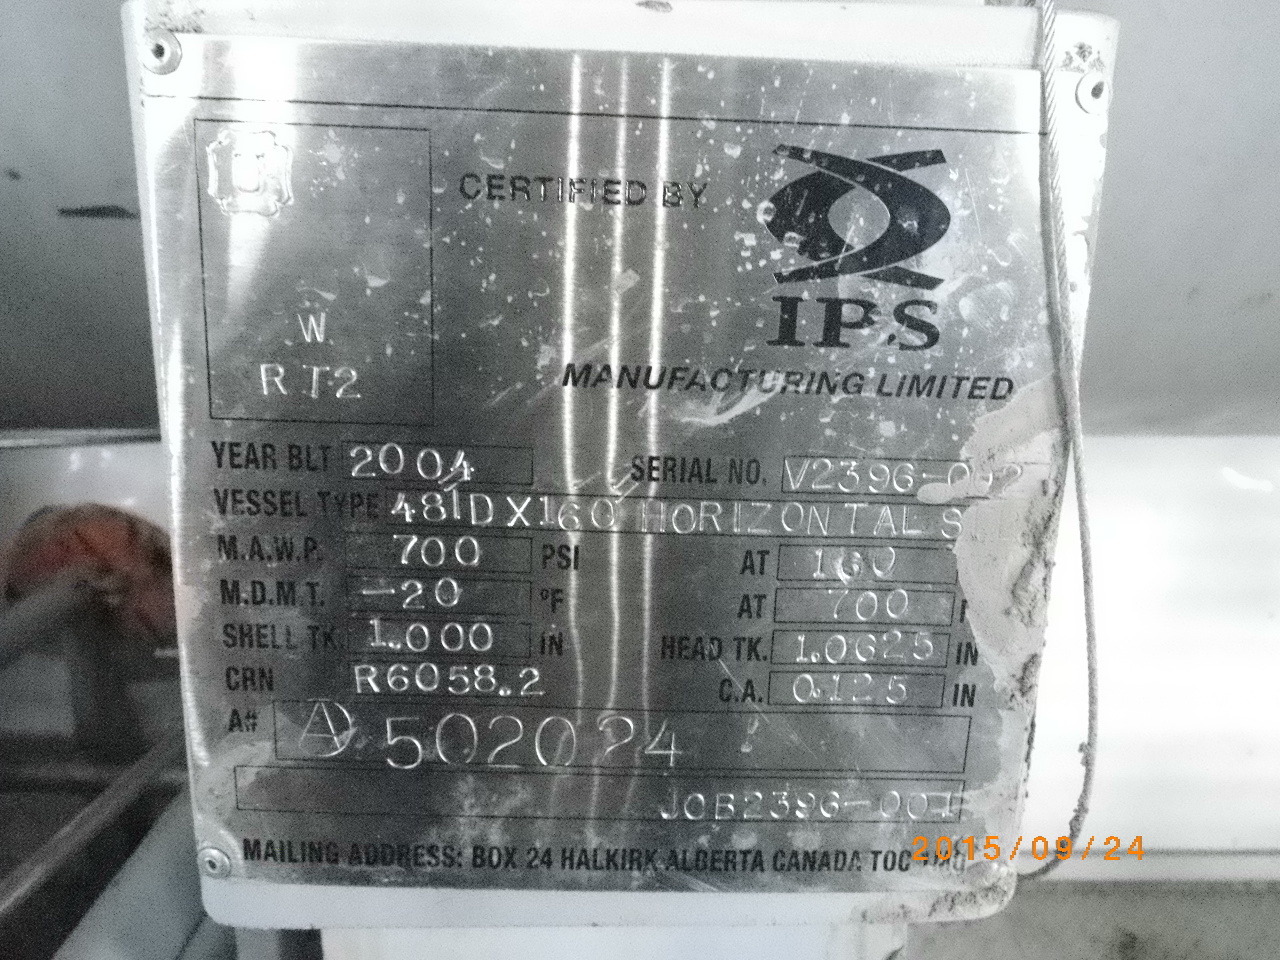 U
CERTIFIED BY
IPS
W
RT2
MANUFACTURING LIMITED
YEAR BLT 2004 SERIAL NO.
VESSEL TYPE 48IDX160 HORIZONTAL
M.A.W.P. 700 PSI AT 160
M.D.M.T. -20 °F AT 700
SHELL TK. 1.000 IN HEAD TK. 1.0625 IN
CRN R6058.2 C.A. 0.125 IN
A# A 502024
MAILING ADDRESS: BOX 24 HALKIRK ALBERTA CANADA TOC
2015/09/24